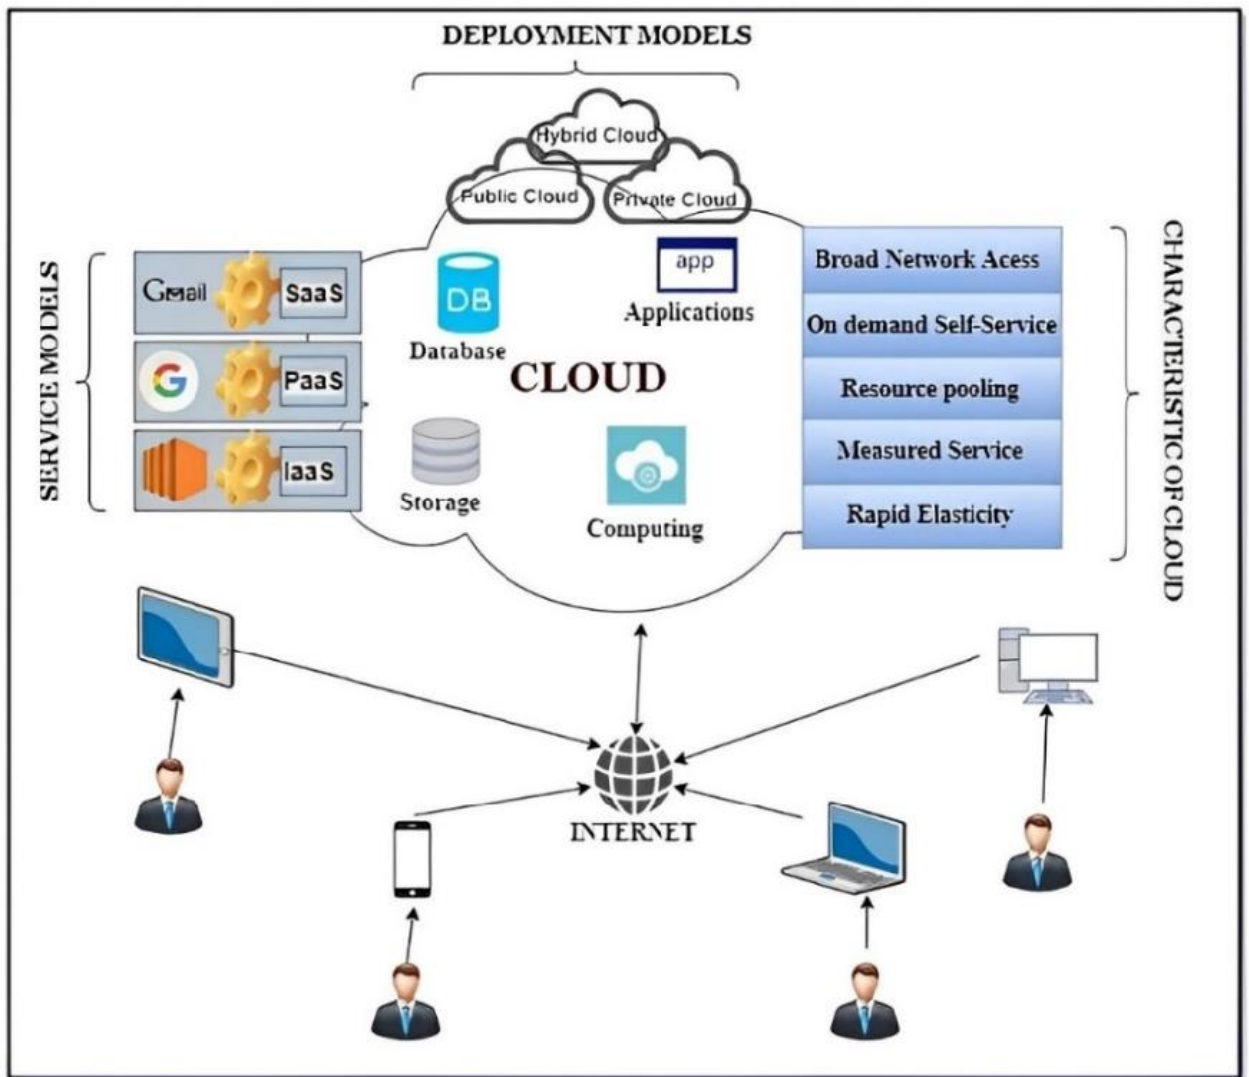 DEPLOYMENT MODELS
Hybrid Cloud
Public Cloud
Private Cloud
SERVICE MODELS
Gmail
SaaS
G
PaaS
IaaS
DB
Database
app
Applications
CLOUD
Storage
Computing
Broad Network Acess
On demand Self-Service
Resource pooling
Measured Service
Rapid Elasticity
CHARACTERISTIC OF CLOUD
INTERNET